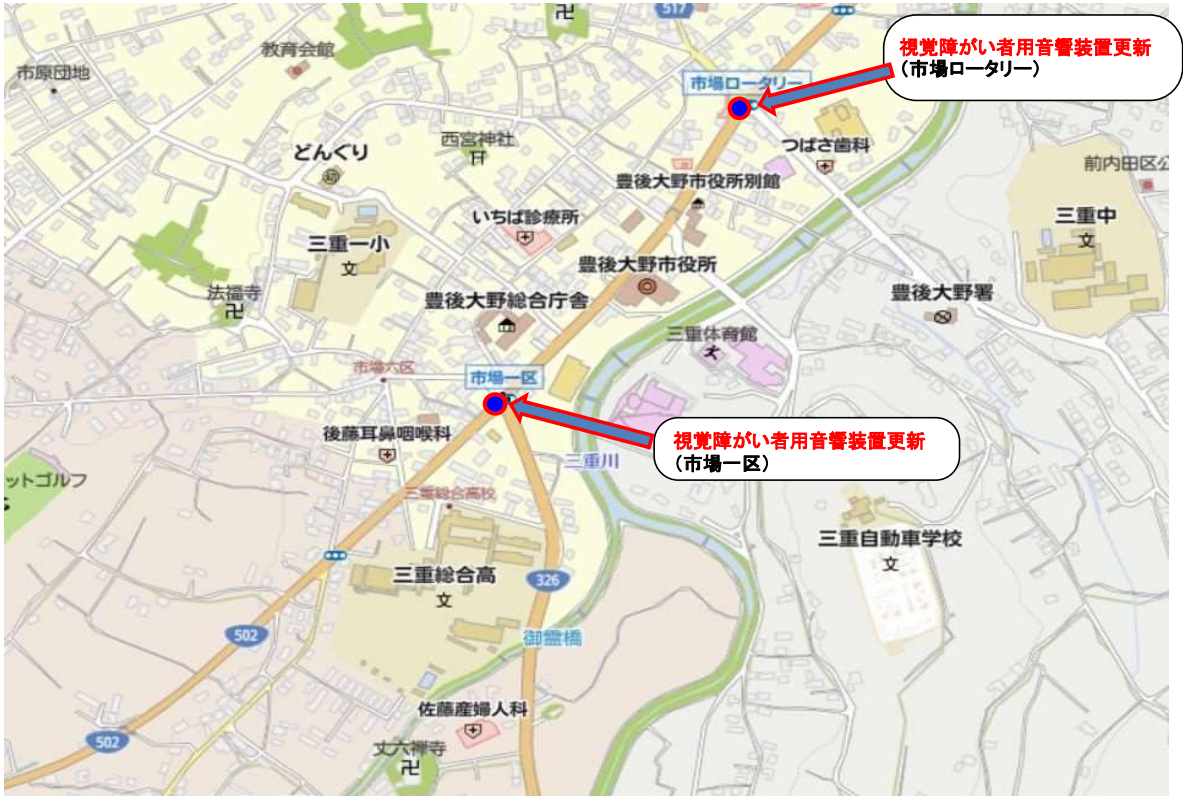 517
視覚障がい者用音響装置更新
(市場ロータリー)
教育会館
市原団地
市場ロータリー
西宮神社
つばさ歯科
どんぐり
幼
前内田区公
豊後大野市役所別館
いちば診療所
三重中
文
三重一小
文
豊後大野市役所
法福寺
豊後大野総合庁舎
豊後大野署
三重体育館
市場六区
市場一区
後藤耳鼻咽喉科
視覚障がい者用音響装置更新
(市場一区)
三重川
ットゴルフ
三重総合高校
三重自動車学校
文
三重総合高
文
326
502
御霊橋
佐藤産婦人科
502
丈六禅寺